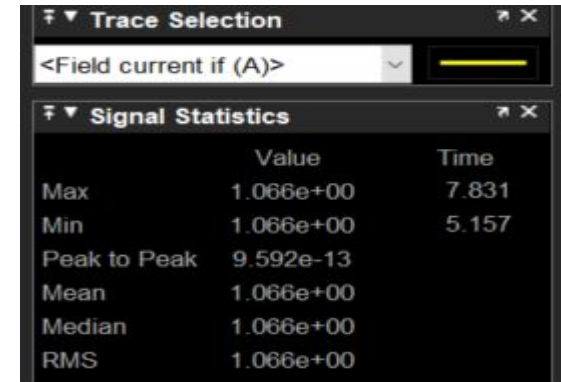 Trace Selection
<Field current if (A)>
Signal Statistics
Value Time
Max 1.066e+00 7.831
Min 1.066e+00 5.157
Peak to Peak 9.592e-13
Mean 1.066e+00
Median 1.066e+00
RMS 1.066e+00